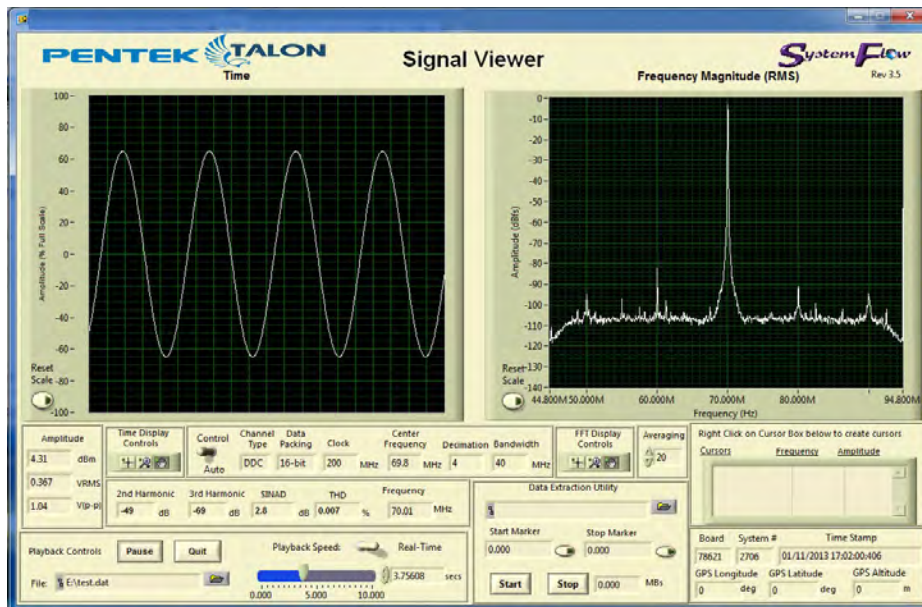 PENTEK TALON
Signal Viewer
SystemFlow
Rev 3.5
Time
Amplitude (% Full Scale)
100
80
60
40
20
0
-20
-40
-60
-80
-100
Reset
Scale
Frequency Magnitude (RMS)
Amplitude (dBfs)
0
-10
-20
-30
-40
-50
-60
-70
-80
-90
-100
-110
-120
-130
-140
Reset
Scale
44.800M 50.000M 60.000M 70.000M 80.000M 94.800M
Frequency (Hz)
Amplitude
4.31 dBm
0.367 VRMS
1.04 V(p-p)
Time Display
Controls
Control
Auto
Channel
Type
DDC
Data
Packing
16-bit
Clock
200 MHz
Center
Frequency
69.8 MHz
Decimation
4
Bandwidth
40 MHz
FFT Display
Controls
Averaging
20
Right Click on Cursor Box below to create cursors
Cursors Frequency Amplitude
2nd Harmonic
-49 dB
3rd Harmonic
-69 dB
SINAD
2.8 dB
THD
0.007 %
Frequency
70.01 MHz
Data Extraction Utility
Start Marker
0.000
Stop Marker
0.000
Start Stop 0.000 MBs
Playback Controls Pause Quit
Playback Speed: Real-Time
0.000 5.000 10.000
3.75608 secs
File: E:\test.dat
Board System # Time Stamp
78621 2706 01/11/2013 17:02:00:406
GPS Longitude GPS Latitude GPS Altitude
0 deg 0 deg 0 m